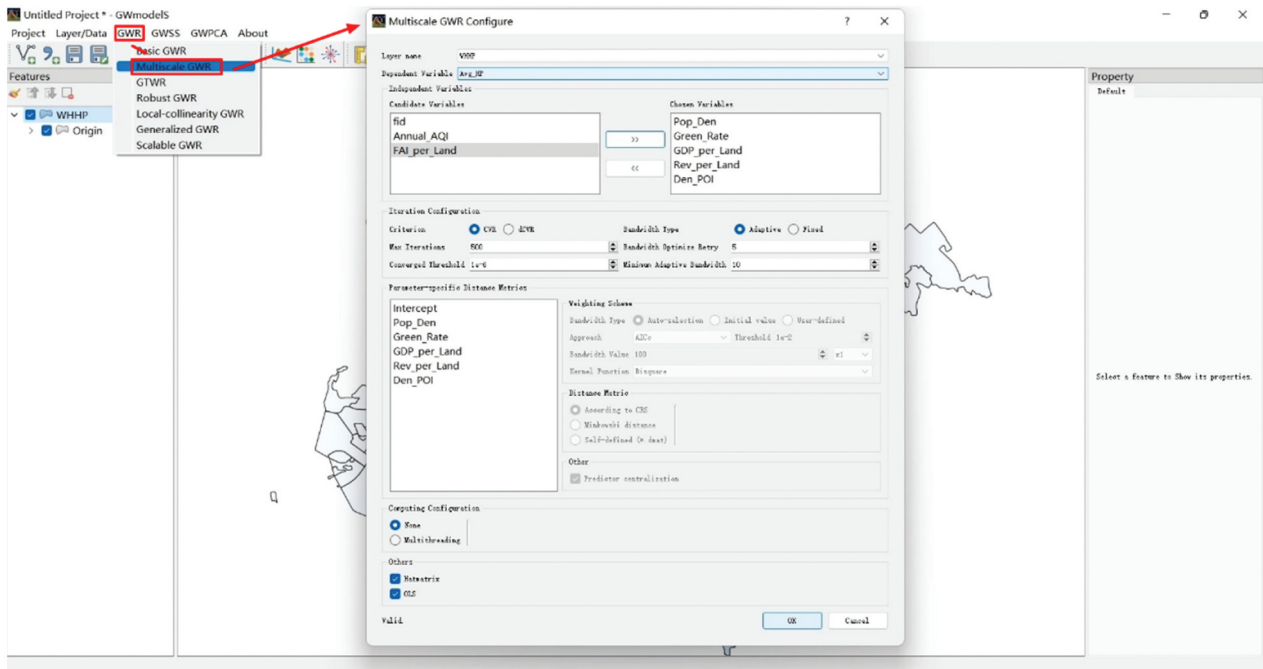 Untitled Project * - GWmodelS
Project Layer/Data GWR GWSS GWPCA About
Basic GWR
Multiscale GWR
GTWR
Robust GWR
Local-collinearity GWR
Generalized GWR
Scalable GWR
Features
WHHP
Origin
Multiscale GWR Configure
? ×
Layer name WHHP
Dependent Variable Avg_HP
Independent Variables
Candidate Variables
fid
Annual_AQI
FAI_per_Land
>>
<<
Chosen Variables
Pop_Den
Green_Rate
GDP_per_Land
Rev_per_Land
Den_POI
Iteration Configuration
Criterion CVR dCVR Bandwidth Type Adaptive Fixed
Max Iterations 500 Bandwidth Optimize Retry 5
Converged Threshold 1e-6 Minimum Adaptive Bandwidth 10
Parameter-specific Distance Metrics
Intercept
Pop_Den
Green_Rate
GDP_per_Land
Rev_per_Land
Den_POI
Weighting Scheme
Bandwidth Type Auto-selection Initial value User-defined
Approach AICc Threshold 1e-2
Bandwidth Value 100 x1
Kernel Function Bisquare
Distance Metric
According to CRS
Minkowski distance
Self-defined (*.dmat)
Other
Predictor centralization
Computing Configuration
None
Multithreading
Others
Hatmatrix
OLS
Valid.
OK Cancel
Property
Default
Select a feature to Show its properties.